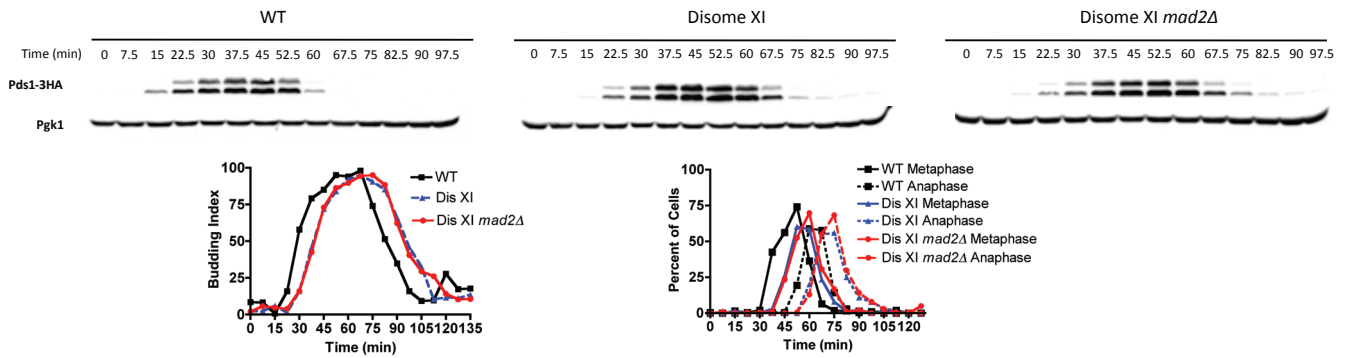 WT
Disome XI
Disome XI mad2Δ
Time (min) 0 7.5 15 22.5 30 37.5 45 52.5 60 67.5 75 82.5 90 97.5
0 7.5 15 22.5 30 37.5 45 52.5 60 67.5 75 82.5 90 97.5
0 7.5 15 22.5 30 37.5 45 52.5 60 67.5 75 82.5 90 97.5
Pds1-3HA
Pgk1
Budding Index
100
75
50
25
0
0 15 30 45 60 75 90 105 120 135
Time (min)
WT
Dis XI
Dis XI mad2Δ
Percent of Cells
100
75
50
25
0
0 15 30 45 60 75 90 105 120
Time (min)
WT Metaphase
WT Anaphase
Dis XI Metaphase
Dis XI Anaphase
Dis XI mad2Δ Metaphase
Dis XI mad2Δ Anaphase